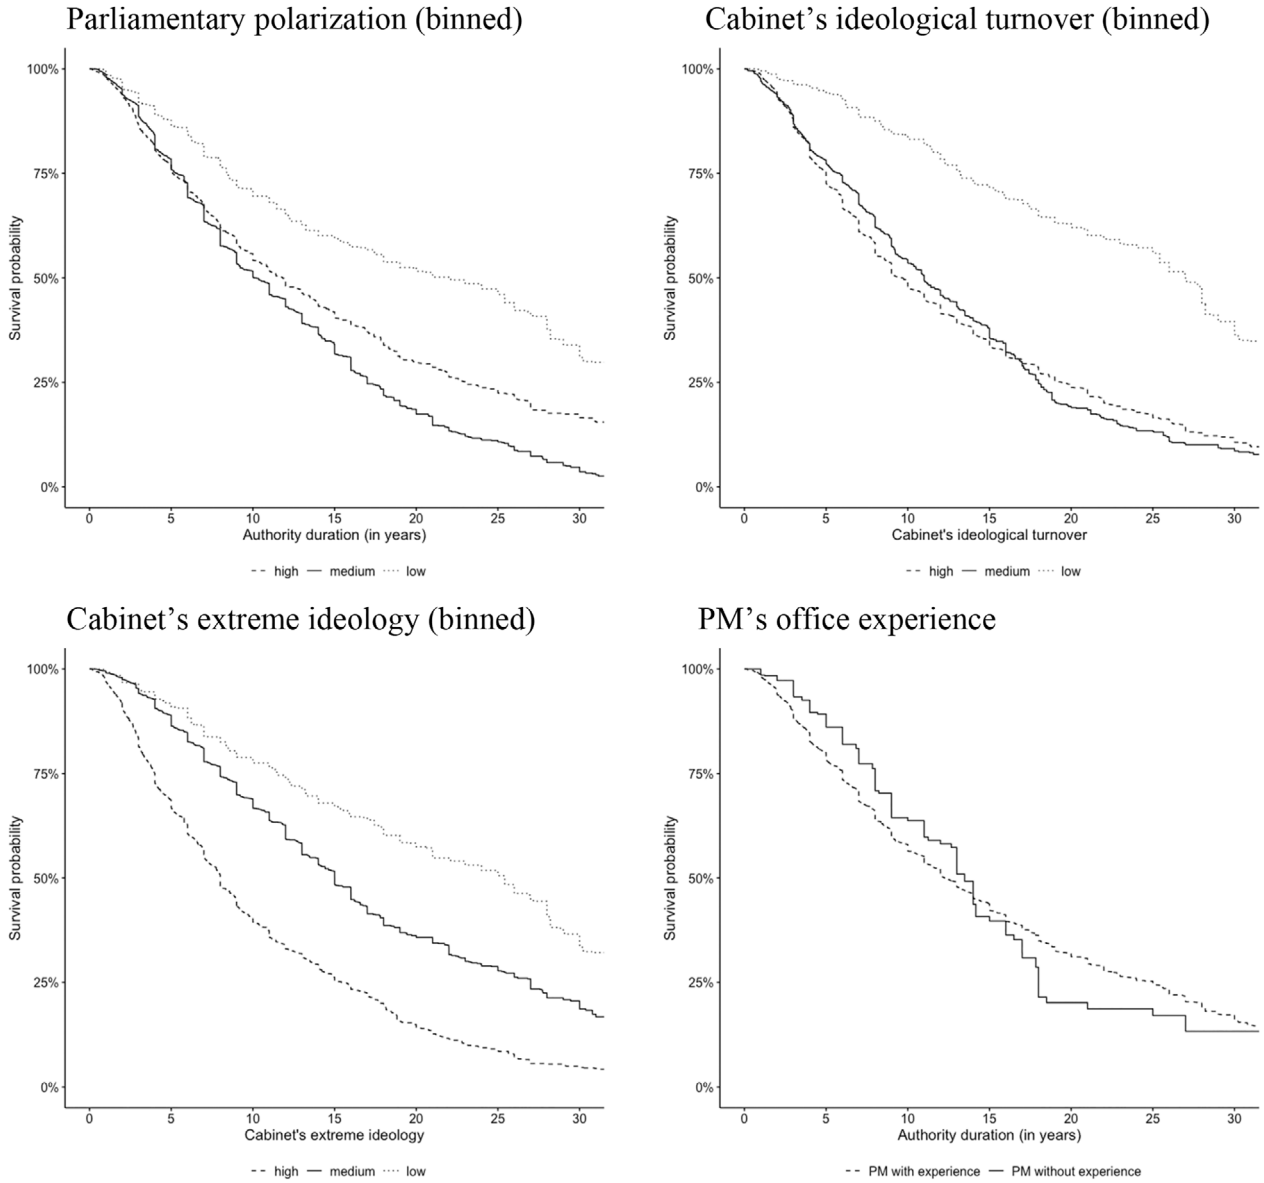 Parliamentary polarization (binned)
100%
75%
50%
25%
0%
Survival probability
0 5 10 15 20 25 30
Authority duration (in years)
high medium low
Cabinet’s ideological turnover (binned)
100%
75%
50%
25%
0%
Survival probability
0 5 10 15 20 25 30
Cabinet's ideological turnover
high medium low
Cabinet’s extreme ideology (binned)
100%
75%
50%
25%
0%
Survival probability
0 5 10 15 20 25 30
Cabinet's extreme ideology
high medium low
PM’s office experience
100%
75%
50%
25%
0%
Survival probability
0 5 10 15 20 25 30
Authority duration (in years)
PM with experience PM without experience